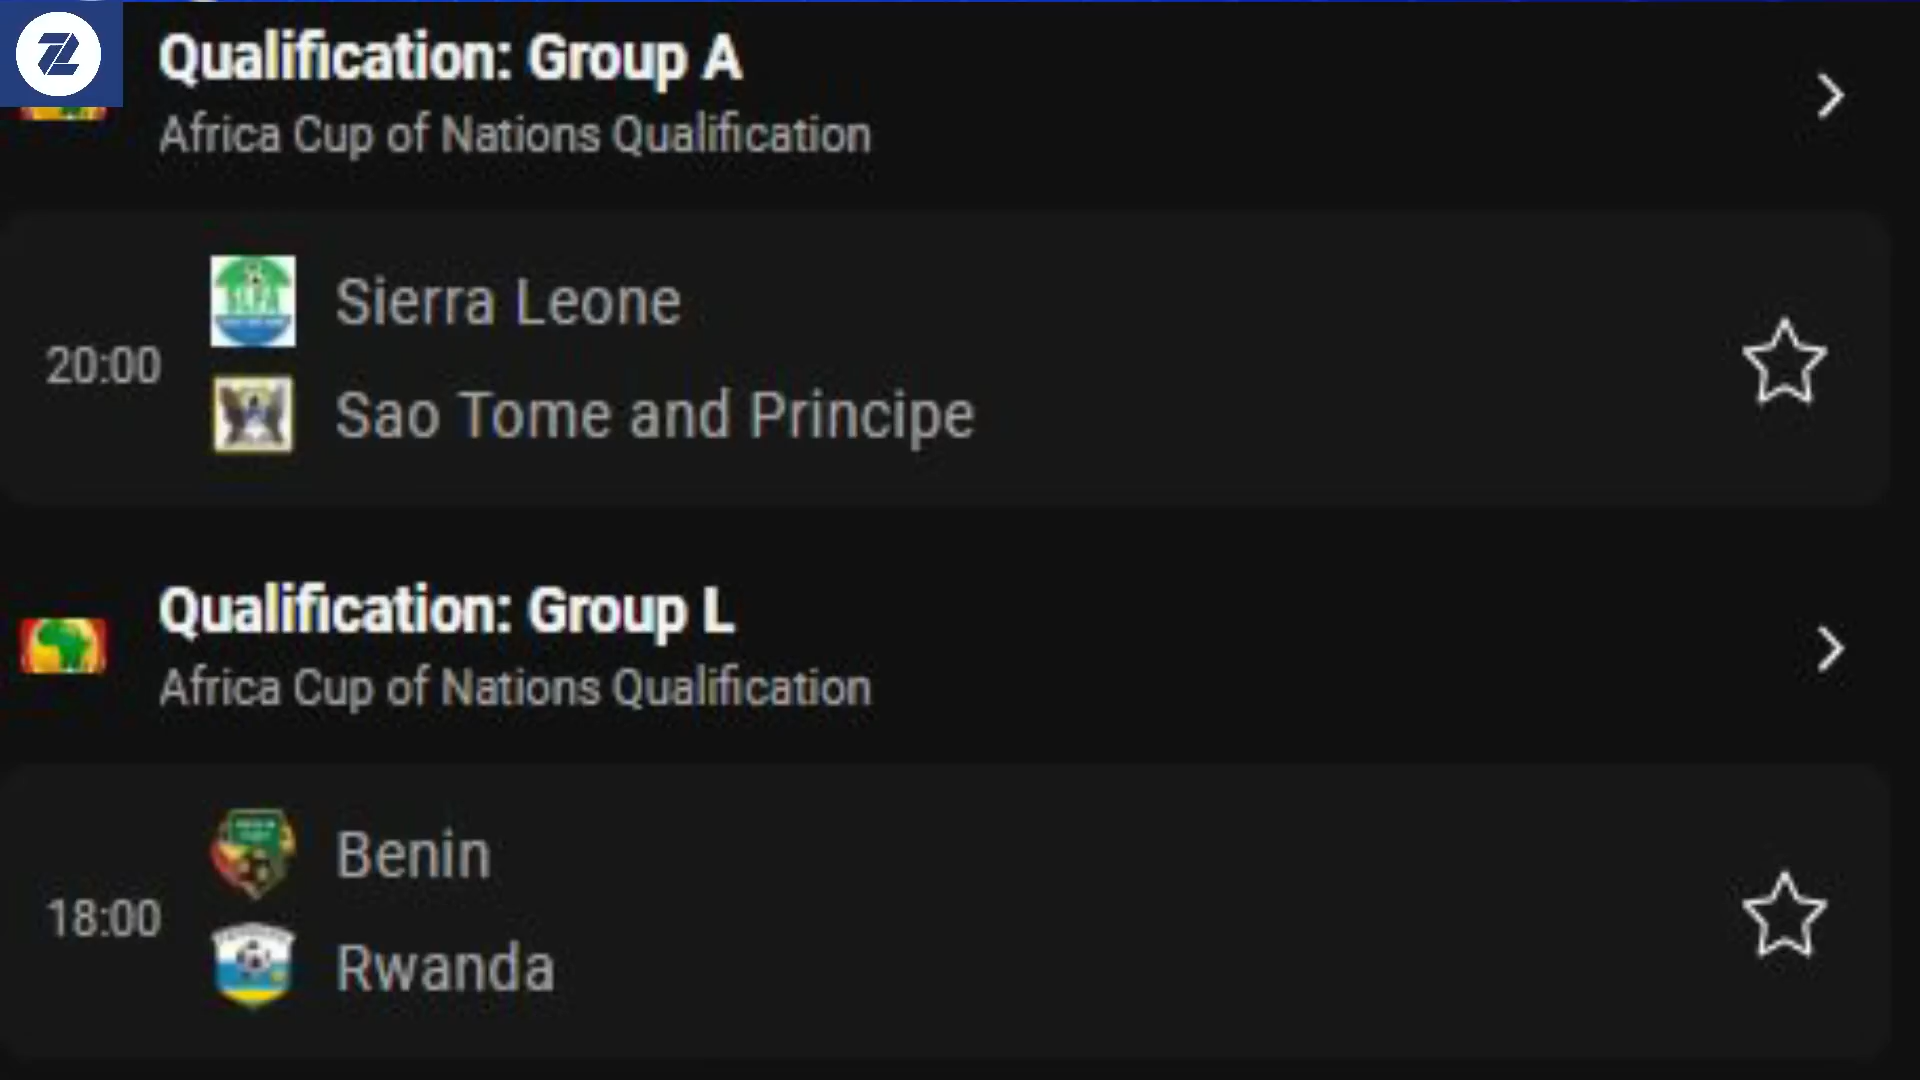 Qualification: Group A
Africa Cup of Nations Qualification
20:00
Sierra Leone
Sao Tome and Principe
Qualification: Group L
Africa Cup of Nations Qualification
18:00
Benin
Rwanda